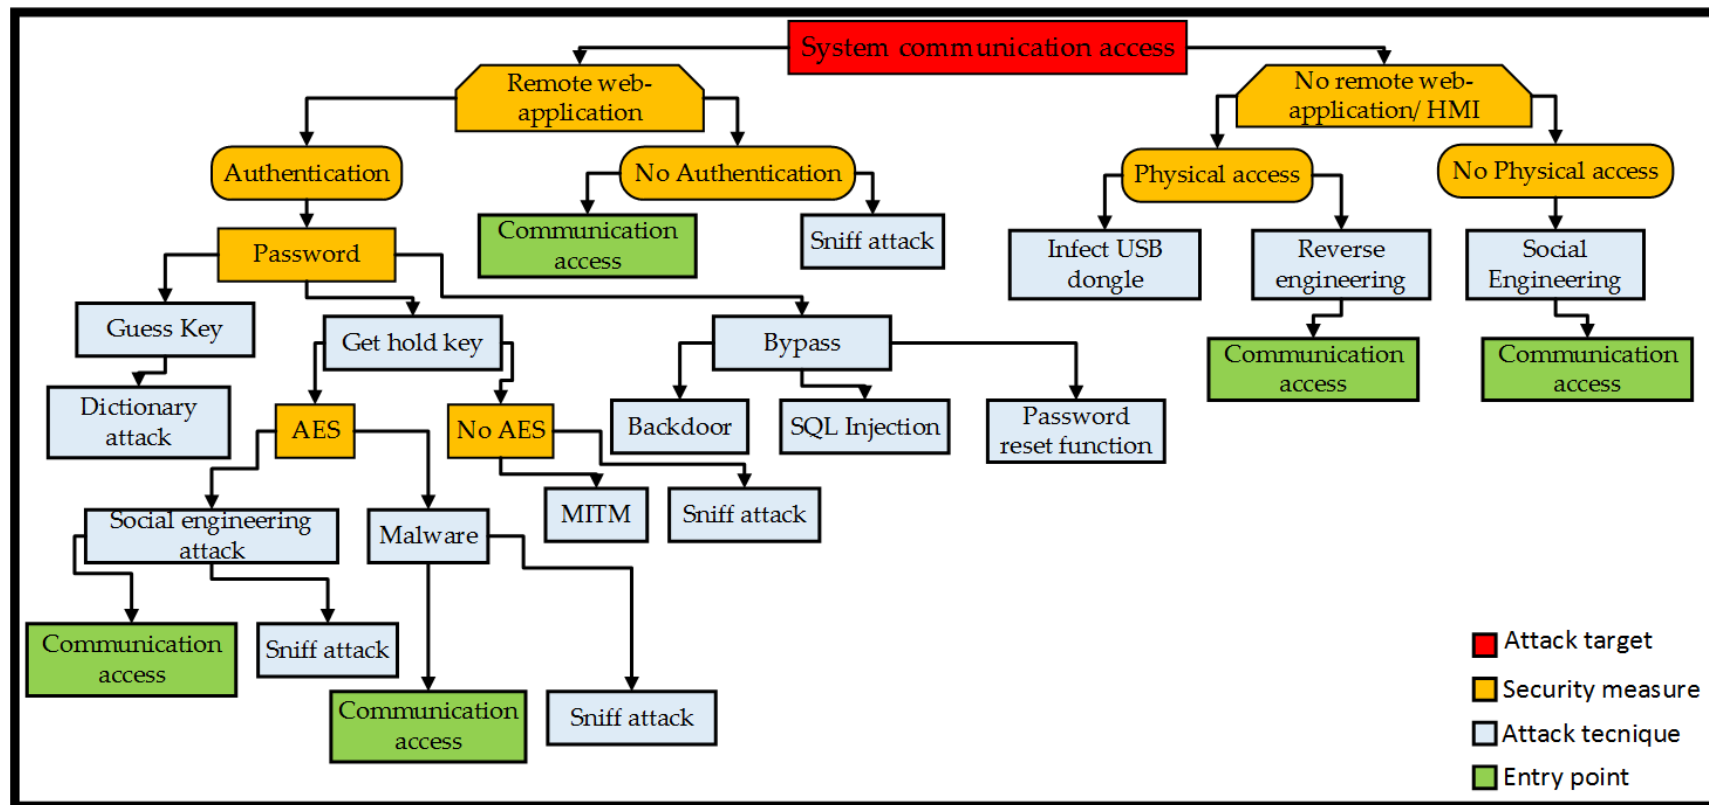 System communication access
Remote web-
application
No remote web-
application/ HMI
Authentication
No Authentication
Physical access
No Physical access
Password
Communication
access
Sniff attack
Infect USB
dongle
Reverse
engineering
Social
Engineering
Guess Key
Get hold key
Bypass
Communication
access
Communication
access
Dictionary
attack
AES
No AES
Backdoor
SQL Injection
Password
reset function
Social engineering
attack
Malware
MITM
Sniff attack
Communication
access
Sniff attack
Communication
access
Sniff attack
Attack target
Security measure
Attack tecnique
Entry point